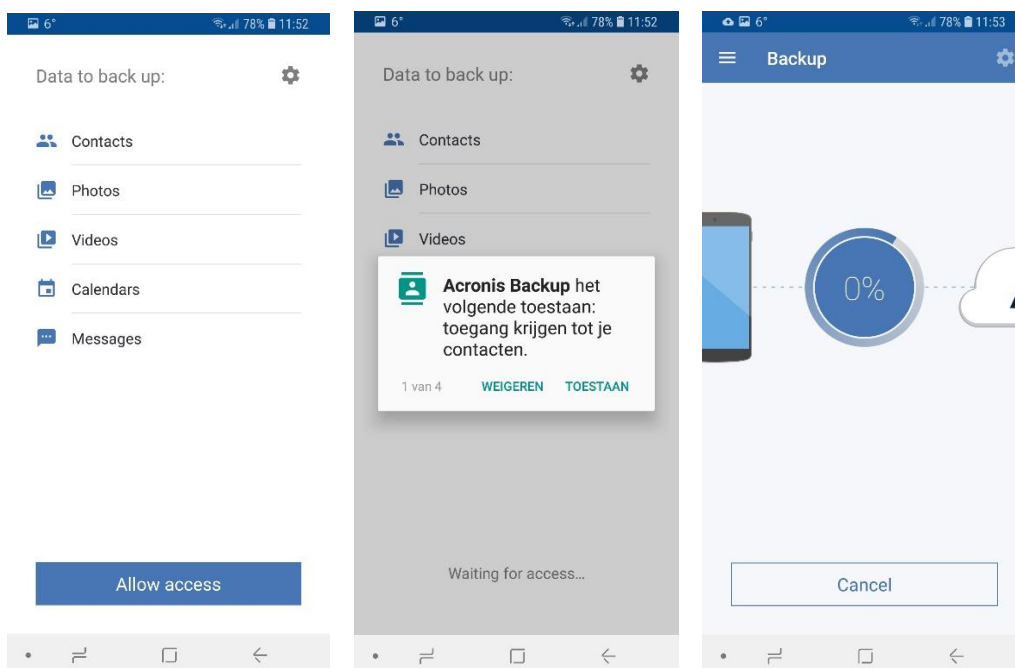 6° 78% 11:52
Data to back up:
Contacts
Photos
Videos
Calendars
Messages
Allow access
6° 78% 11:52
Data to back up:
Contacts
Photos
Videos
Acronis Backup het
volgende toestaan:
toegang krijgen tot je
contacten.
1 van 4 WEIGEREN TOESTAAN
Waiting for access...
6° 78% 11:53
Backup
0%
Cancel